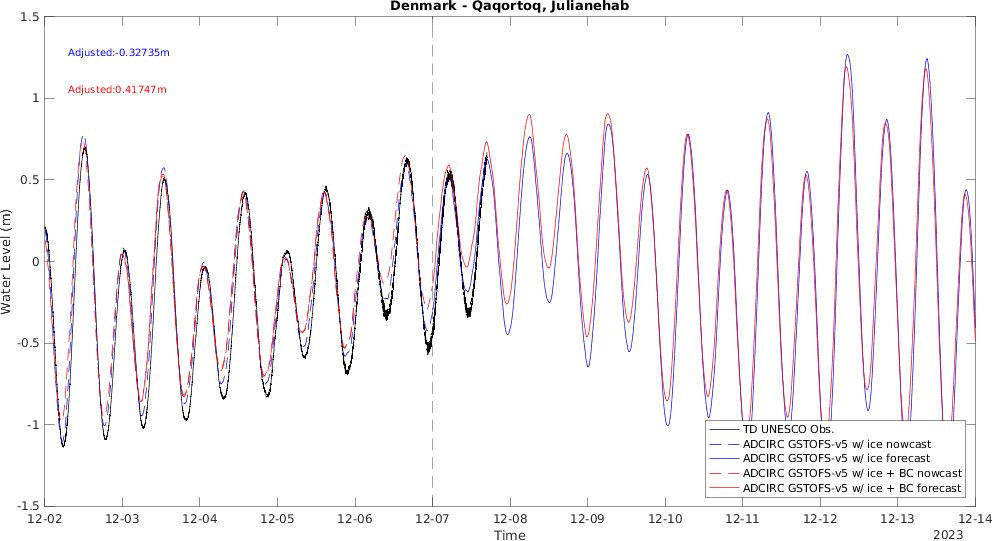 Denmark - Qaqortoq, Julianehab
1.5
1
0.5
0
-0.5
-1
-1.5
Water Level (m)
Adjusted:-0.32735m
Adjusted:0.41747m
TD UNESCO Obs.
ADCIRC GSTOFS-v5 w/ ice nowcast
ADCIRC GSTOFS-v5 w/ ice forecast
ADCIRC GSTOFS-v5 w/ ice + BC nowcast
ADCIRC GSTOFS-v5 w/ ice + BC forecast
12-02 12-03 12-04 12-05 12-06 12-07 12-08 12-09 12-10 12-11 12-12 12-13 12-14
Time
2023